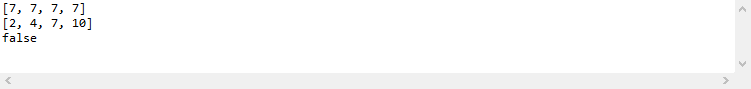 [7, 7, 7, 7]
[2, 4, 7, 10]
false